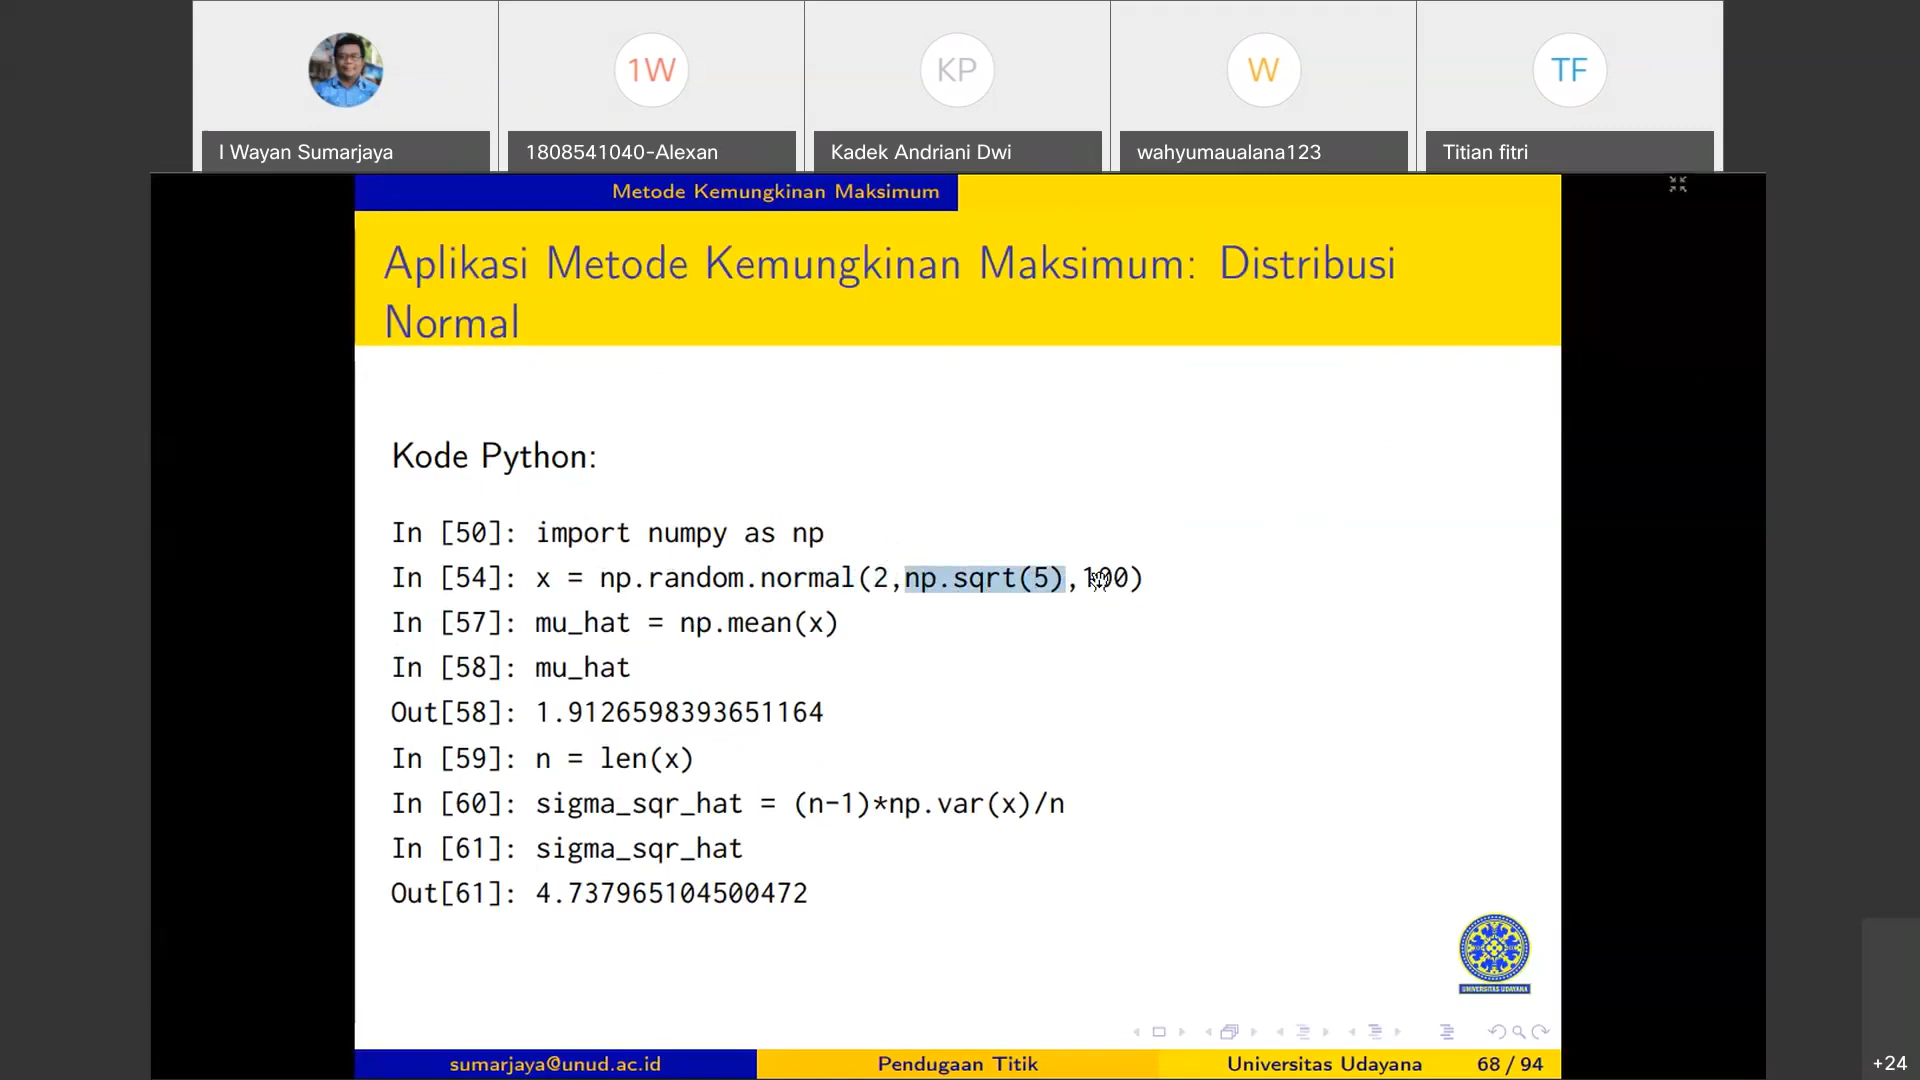 1W
KP
W
TF
I Wayan Sumarjaya
1808541040-Alexan
Kadek Andriani Dwi
wahyumaualana123
Titian fitri
Metode Kemungkinan Maksimum
Aplikasi Metode Kemungkinan Maksimum: Distribusi
Normal
Kode Python:
In [50]: import numpy as np
In [54]: x = np.random.normal(2,np.sqrt(5),100)
In [57]: mu_hat = np.mean(x)
In [58]: mu_hat
Out[58]: 1.9126598393651164
In [59]: n = len(x)
In [60]: sigma_sqr_hat = (n-1)*np.var(x)/n
In [61]: sigma_sqr_hat
Out[61]: 4.737965104500472
UNIVERSITAS UDAYANA
sumarjaya@unud.ac.id
Pendugaan Titik
Universitas Udayana
68 / 94
+24